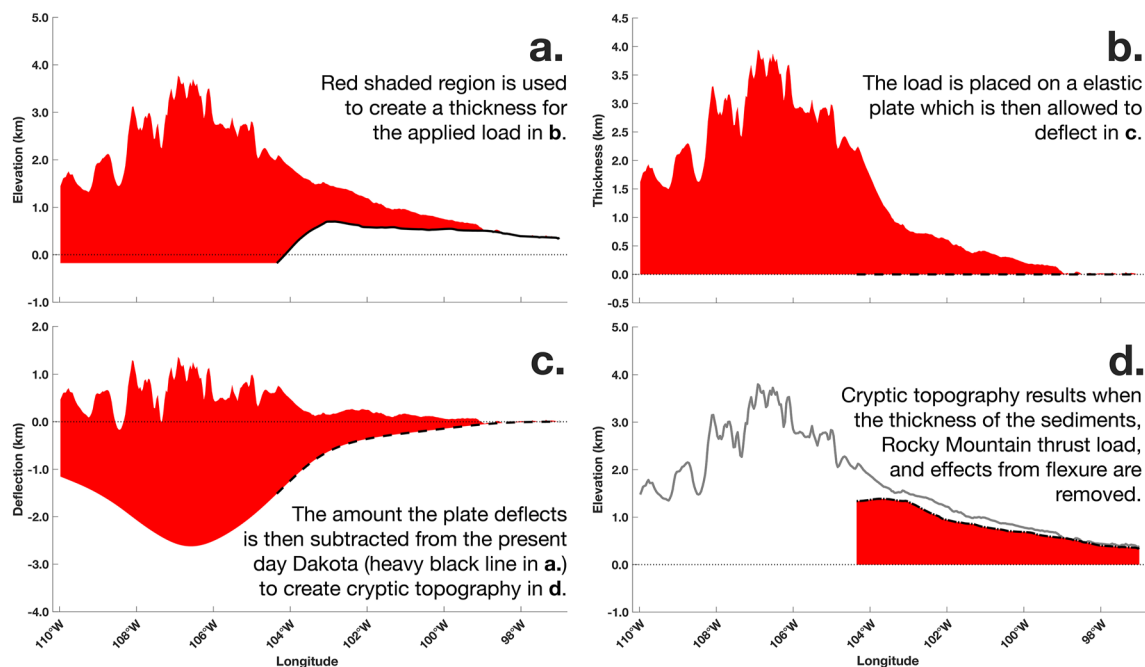 a.
Red shaded region is used
to create a thickness for
the applied load in b.
Elevation (km)
5.0
4.0
3.0
2.0
1.0
0.0
-1.0
b.
The load is placed on a elastic
plate which is then allowed to
deflect in c.
Thickness (km)
4.5
4.0
3.5
3.0
2.5
2.0
1.5
1.0
0.5
0.0
-0.5
c.
The amount the plate deflects
is then subtracted from the present
day Dakota (heavy black line in a.)
to create cryptic topography in d.
Deflection (km)
2.0
1.0
0.0
-1.0
-2.0
-3.0
-4.0
110°W
108°W
106°W
104°W
102°W
100°W
98°W
Longitude
d.
Cryptic topography results when
the thickness of the sediments,
Rocky Mountain thrust load,
and effects from flexure are
removed.
Elevation (km)
5.0
4.0
3.0
2.0
1.0
0.0
-1.0
110°W
108°W
106°W
104°W
102°W
100°W
98°W
Longitude